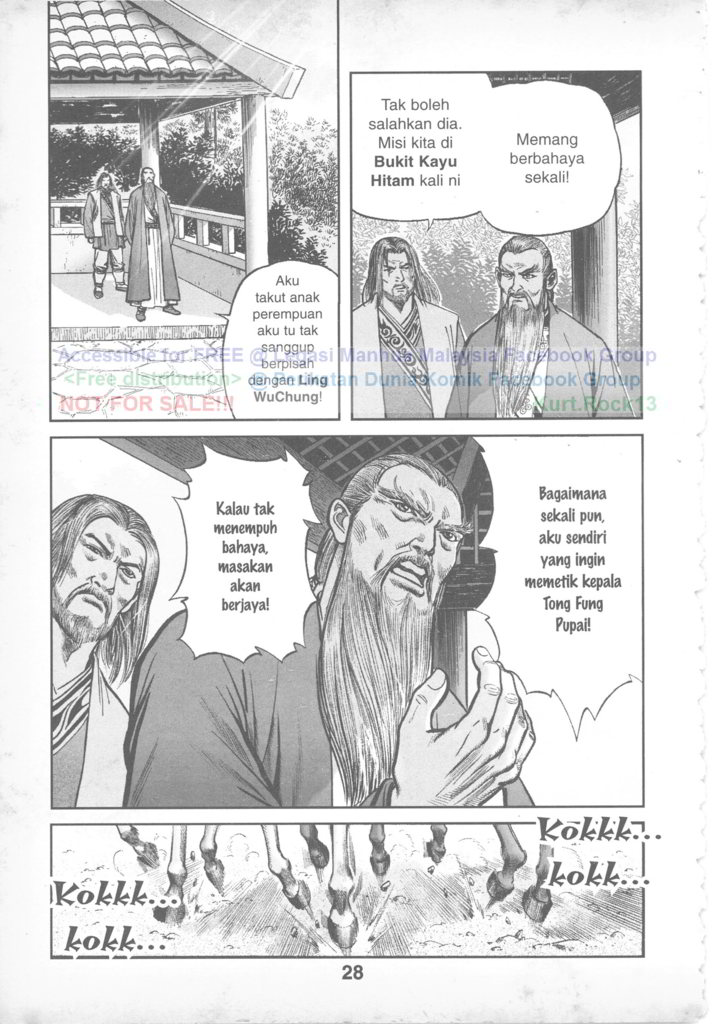 Aku
takut anak
perempuan
aku tu tak
sanggup
berpisah
dengan Ling
WuChung!
Tak boleh
salahkan dia.
Misi kita di
Bukit Kayu
Hitam kali ni
Memang
berbahaya
sekali!
Accessible for FREE @ Legasi Manhua Malaysia Facebook Group
<Free distribution> @ Perikatan Dunia Komik Facebook Group
NOT FOR SALE!!!
©Kurt.Rock13
Kalau tak
menempuh
bahaya,
masakan
akan
berjaya!
Bagaimana
sekali pun,
aku sendiri
yang ingin
memetik kepala
Tong Fung
Pupai!
Kokkk...
kokk...
Kokkk...
kokk...
28